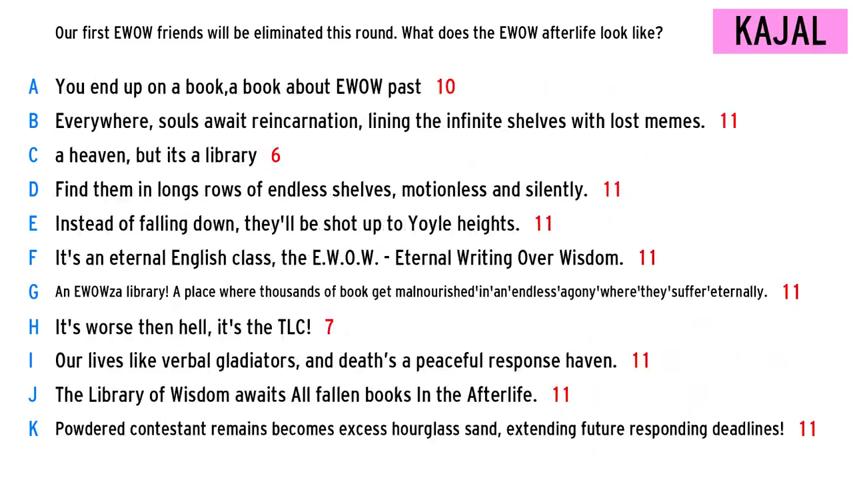 Our first EWOW friends will be eliminated this round. What does the EWOW afterlife look like?
KAJAL
A You end up on a book,a book about EWOW past 10
B Everywhere, souls await reincarnation, lining the infinite shelves with lost memes. 11
C a heaven, but its a library 6
D Find them in longs rows of endless shelves, motionless and silently. 11
E Instead of falling down, they'll be shot up to Yoyle heights. 11
F It's an eternal English class, the E.W.O.W. - Eternal Writing Over Wisdom. 11
G An EWOWza library! A place where thousands of book get malnourished'in'an'endless'agony'where'they'suffer'eternally. 11
H It's worse then hell, it's the TLC! 7
I Our lives like verbal gladiators, and death's a peaceful response haven. 11
J The Library of Wisdom awaits All fallen books In the Afterlife. 11
K Powdered contestant remains becomes excess hourglass sand, extending future responding deadlines! 11